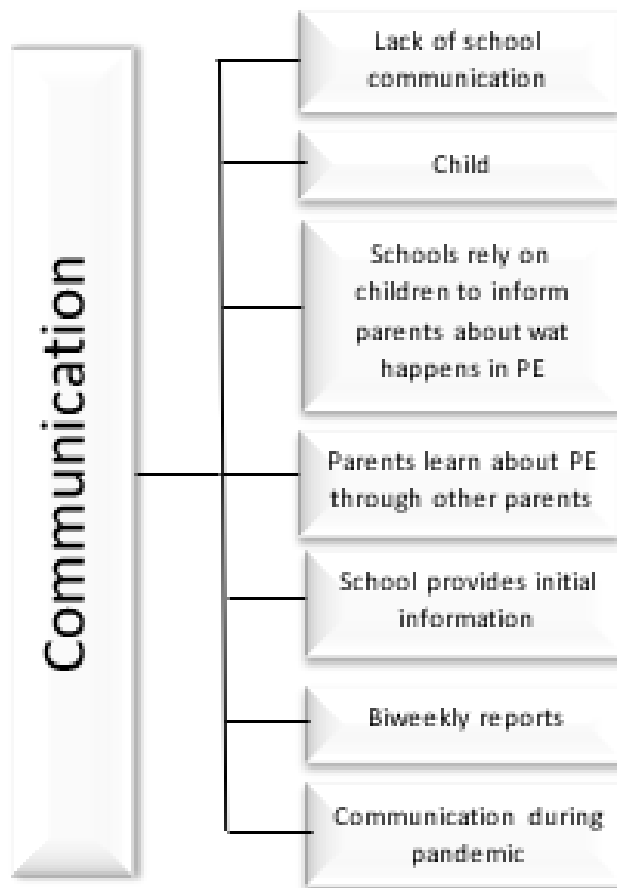 Communication
Lack of school
communication
Child
Schools rely on
children to inform
parents about wat
happens in PE
Parents learn about PE
through other parents
School provides initial
information
Biweekly reports
Communication during
pandemic